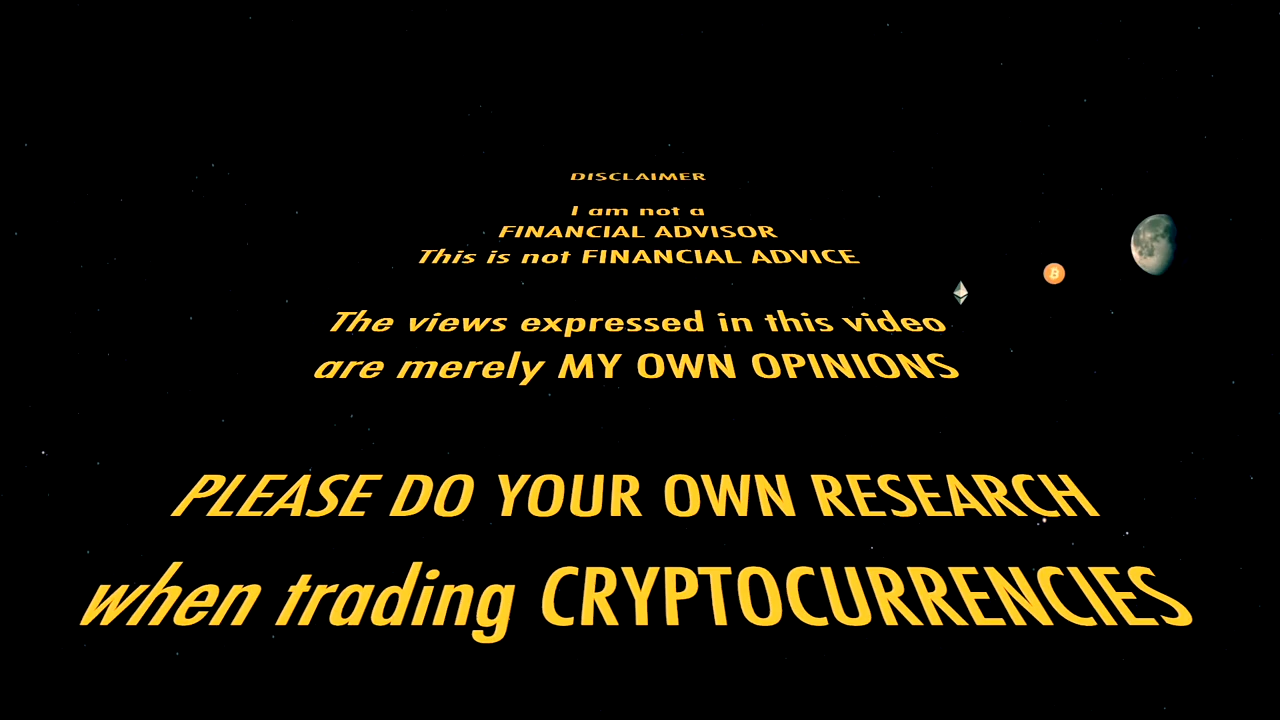 DISCLAIMER
I am not a
FINANCIAL ADVISOR
This is not FINANCIAL ADVICE
The views expressed in this video
are merely MY OWN OPINIONS
PLEASE DO YOUR OWN RESEARCH
when trading CRYPTOCURRENCIES